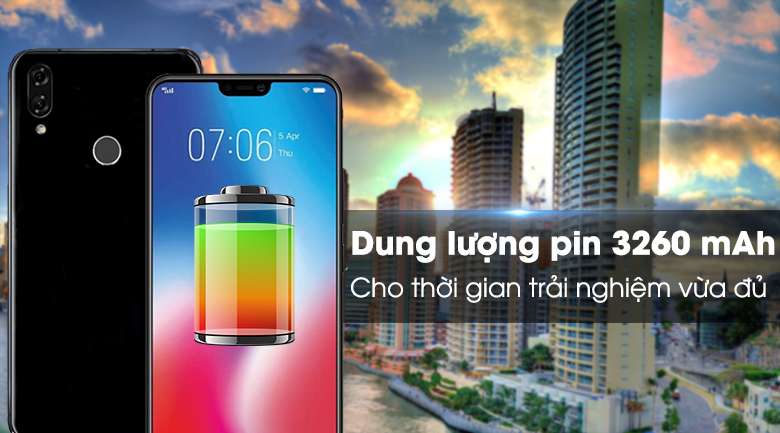 07:06
5 Apr
Thu
Dung lượng pin 3260 mAh
Cho thời gian trải nghiệm vừa đủ